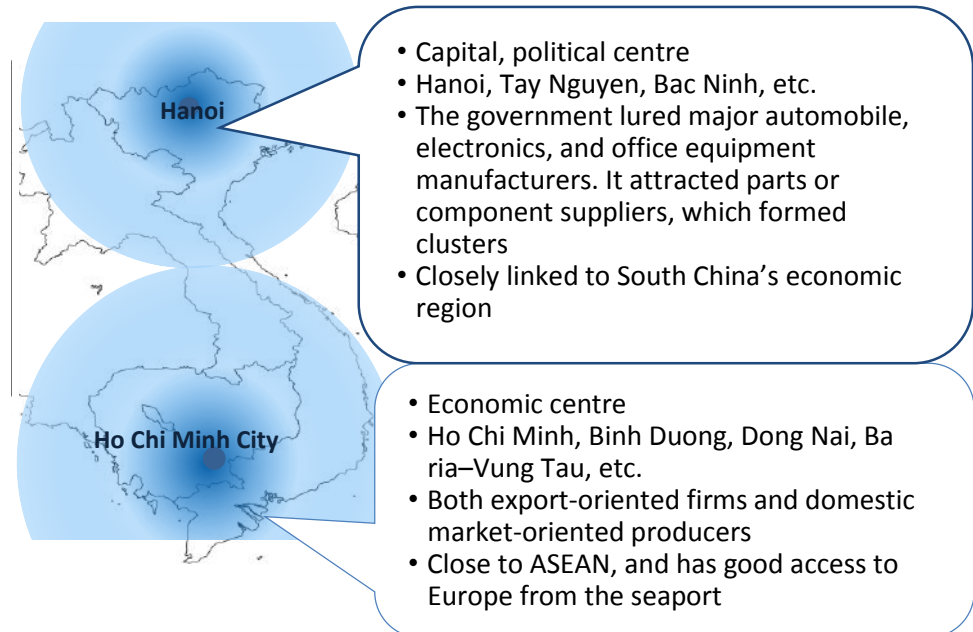 Hanoi
• Capital, political centre
• Hanoi, Tay Nguyen, Bac Ninh, etc.
• The government lured major automobile,
electronics, and office equipment
manufacturers. It attracted parts or
component suppliers, which formed
clusters
• Closely linked to South China’s economic
region
Ho Chi Minh City
• Economic centre
• Ho Chi Minh, Binh Duong, Dong Nai, Ba
ria–Vung Tau, etc.
• Both export-oriented firms and domestic
market-oriented producers
• Close to ASEAN, and has good access to
Europe from the seaport